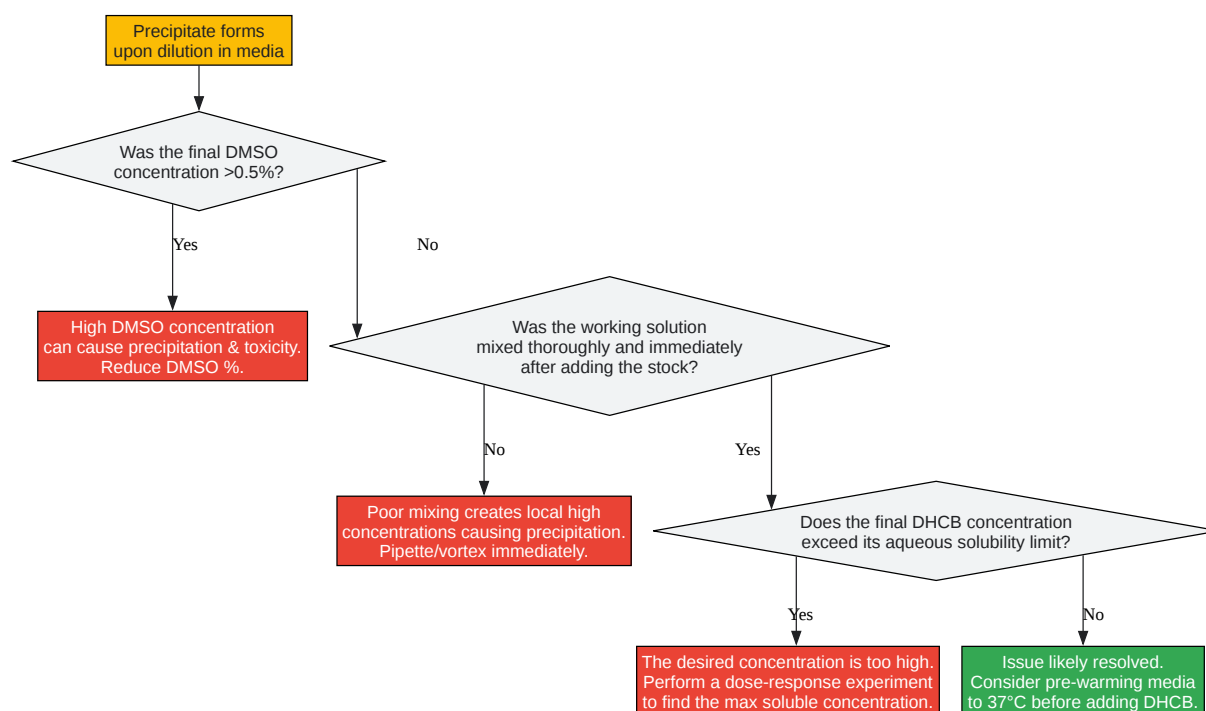 Precipitate forms
upon dilution in media
Was the final DMSO
concentration >0.5%?
Yes
No
High DMSO concentration
can cause precipitation & toxicity.
Reduce DMSO %.
Was the working solution
mixed thoroughly and immediately
after adding the stock?
No
Yes
Poor mixing creates local high
concentrations causing precipitation.
Pipette/vortex immediately.
Does the final DHCB concentration
exceed its aqueous solubility limit?
Yes
No
The desired concentration is too high.
Perform a dose-response experiment
to find the max soluble concentration.
Issue likely resolved.
Consider pre-warming media
to 37°C before adding DHCB.